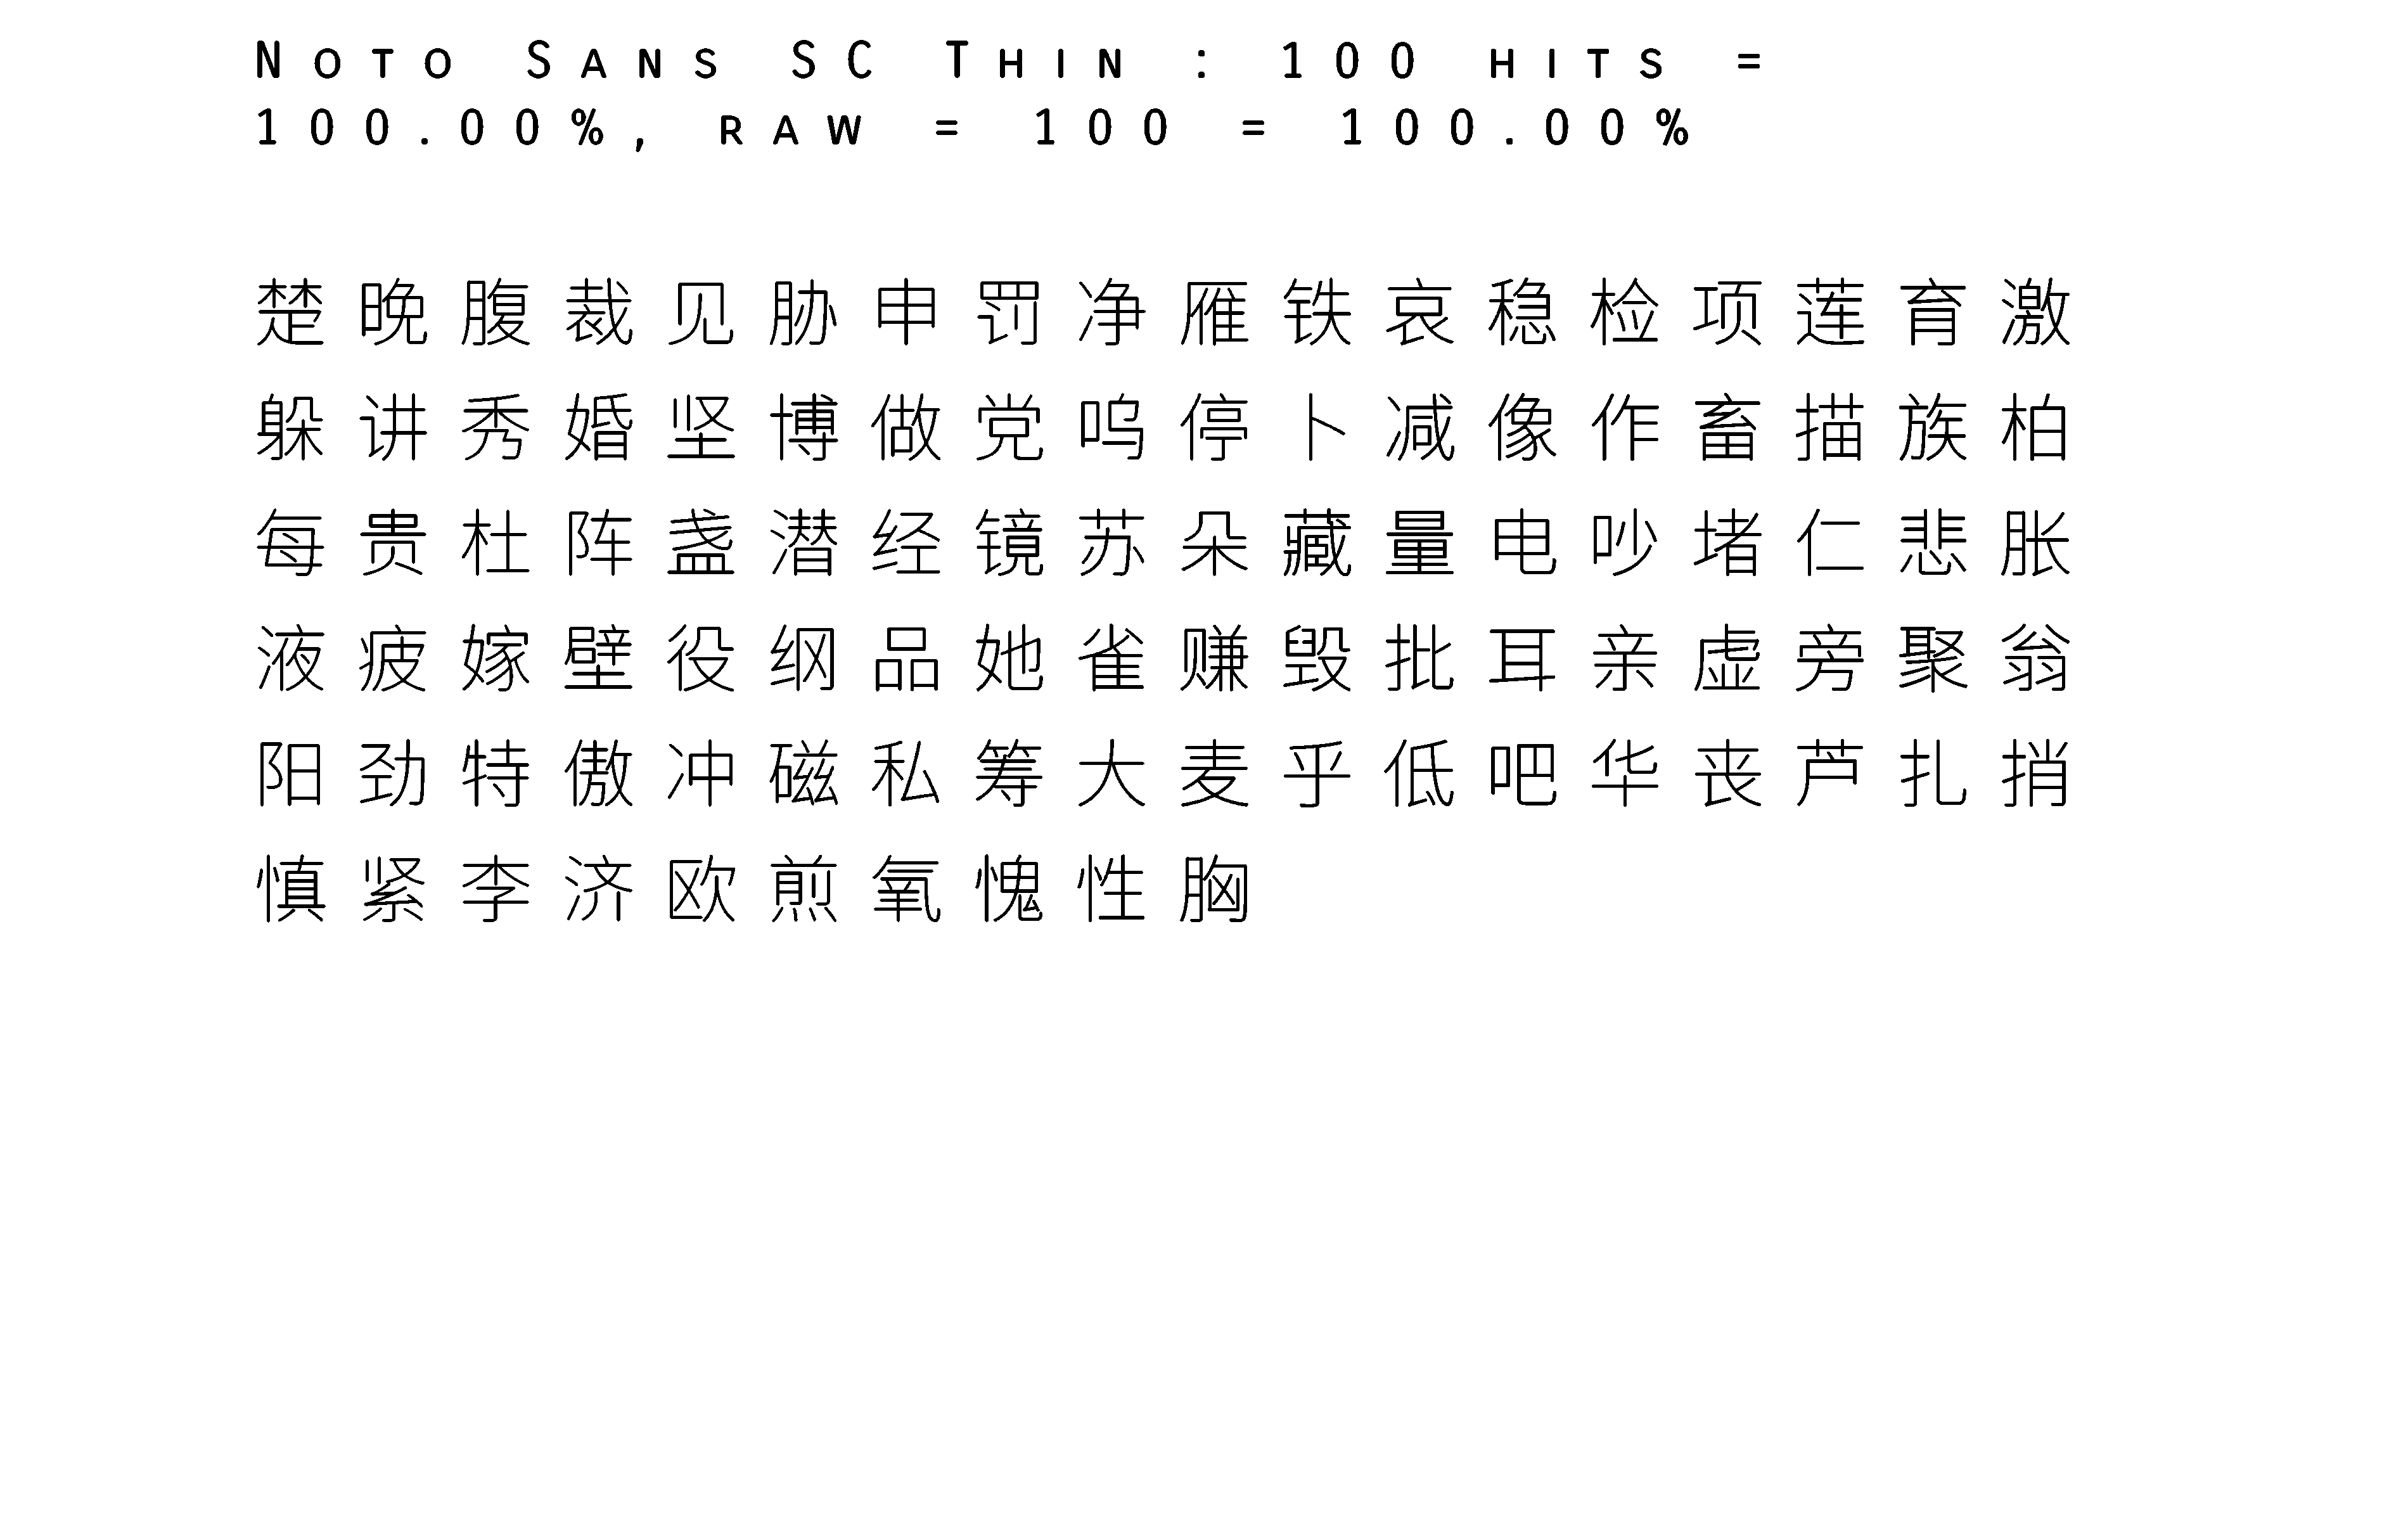 Noto Sans SC Thin : 100 hits =
100.00%, raw = 100 = 100.00%
楚晚腹裁见胁申罚净雁铁哀稳检项莲育激
躲讲秀婚坚博做党呜停卜减像作畜描族柏
每贵杜阵盏潜经镜苏朵藏量电吵堵仁悲胀
液疲嫁壁役纲品她雀赚毁批耳亲虚旁聚翁
阳劲特傲冲磁私筹大麦乎低吧华丧芦扎捎
慎紧李济欧煎氧愧性胸